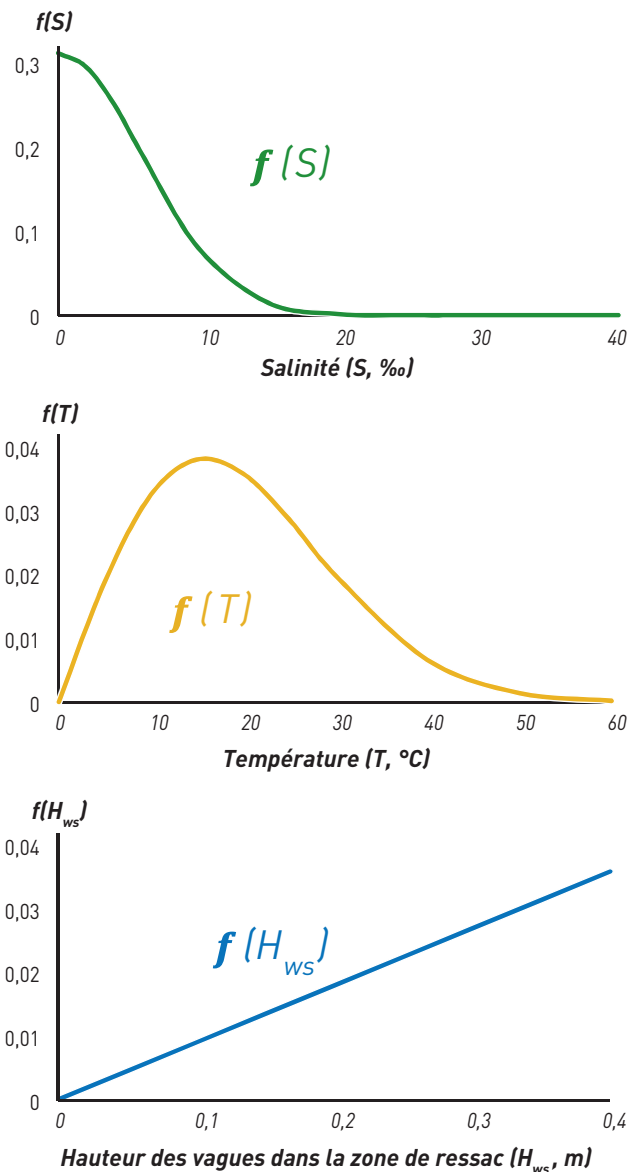 f(S)
0,3
0,2
0,1
0
f (S)
0 10 20 30 40
Salinité (S, ‰)
f(T)
0,04
0,03
0,02
0,01
0
f (T)
0 10 20 30 40 50 60
Température (T, °C)
f(Hws)
0,04
0,03
0,02
0,01
0
f (Hws)
0 0,1 0,2 0,3 0,4
Hauteur des vagues dans la zone de ressac (Hws, m)